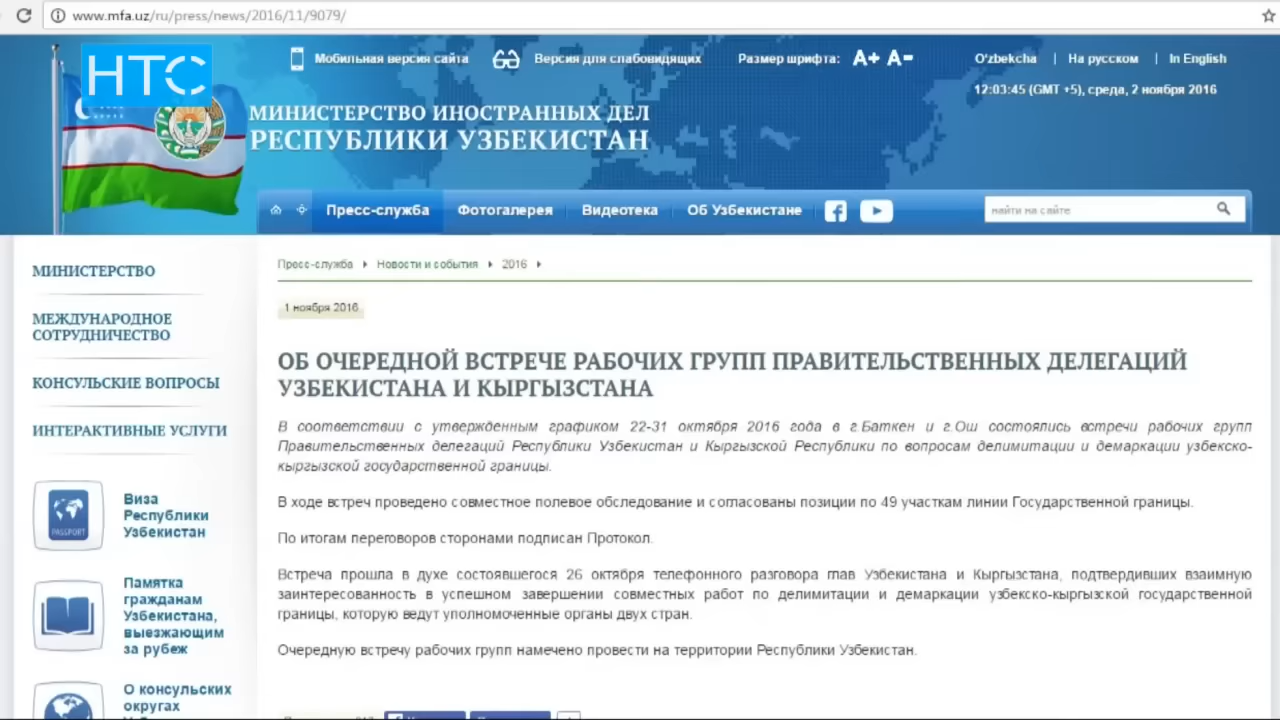 www.mfa.uz/ru/press/news/2016/11/9079/
НТС
Мобильная версия сайта
Версия для слабовидящих
Размер шрифта: A+ A-
O'zbekcha | На русском | In English
12:03:45 (GMT +5), среда, 2 ноября 2016
МИНИСТЕРСТВО ИНОСТРАННЫХ ДЕЛ
РЕСПУБЛИКИ УЗБЕКИСТАН
Пресс-служба Фотогалерея Видеотека Об Узбекистане
найти на сайте
МИНИСТЕРСТВО
МЕЖДУНАРОДНОЕ
СОТРУДНИЧЕСТВО
КОНСУЛЬСКИЕ ВОПРОСЫ
ИНТЕРАКТИВНЫЕ УСЛУГИ
PASSPORT
Виза
Республики
Узбекистан
Памятка
гражданам
Узбекистана,
выезжающим
за рубеж
О консульских
округах
Пресс-служба Новости и события 2016
1 ноября 2016
ОБ ОЧЕРЕДНОЙ ВСТРЕЧЕ РАБОЧИХ ГРУПП ПРАВИТЕЛЬСТВЕННЫХ ДЕЛЕГАЦИЙ
УЗБЕКИСТАНА И КЫРГЫЗСТАНА
В соответствии с утвержденным графиком 22-31 октября 2016 года в г.Баткен и г.Ош состоялись встречи рабочих групп
Правительственных делегаций Республики Узбекистан и Кыргызской Республики по вопросам делимитации и демаркации узбекско-
кыргызской государственной границы.
В ходе встреч проведено совместное полевое обследование и согласованы позиции по 49 участкам линии Государственной границы.
По итогам переговоров сторонами подписан Протокол.
Встреча прошла в духе состоявшегося 26 октября телефонного разговора глав Узбекистана и Кыргызстана, подтвердивших взаимную
заинтересованность в успешном завершении совместных работ по делимитации и демаркации узбекско-кыргызской государственной
границы, которую ведут уполномоченные органы двух стран.
Очередную встречу рабочих групп намечено провести на территории Республики Узбекистан.